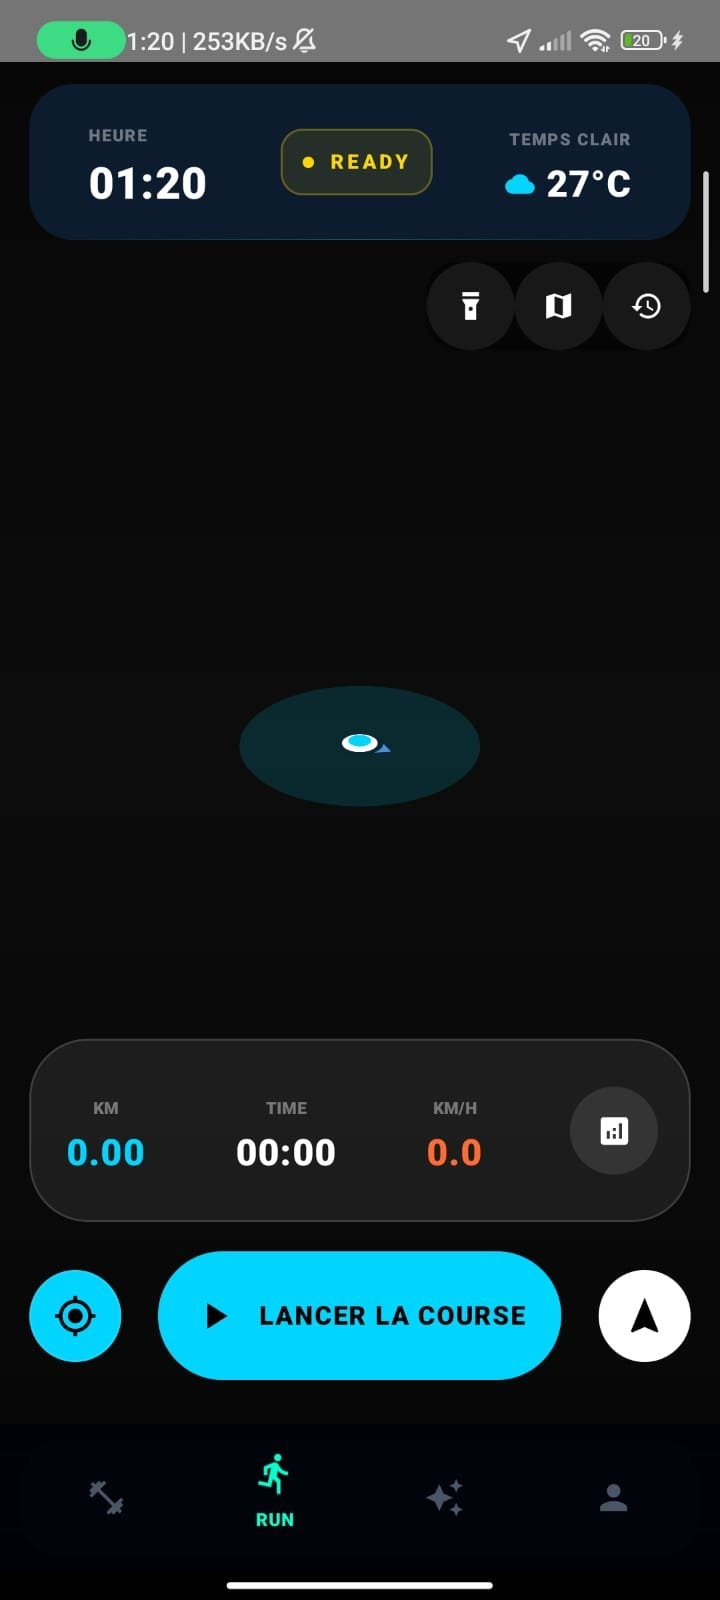 1:20 | 253KB/s
20
HEURE
01:20
READY
TEMPS CLAIR
27°C
KM
0.00
TIME
00:00
KM/H
0.0
LANCER LA COURSE
RUN